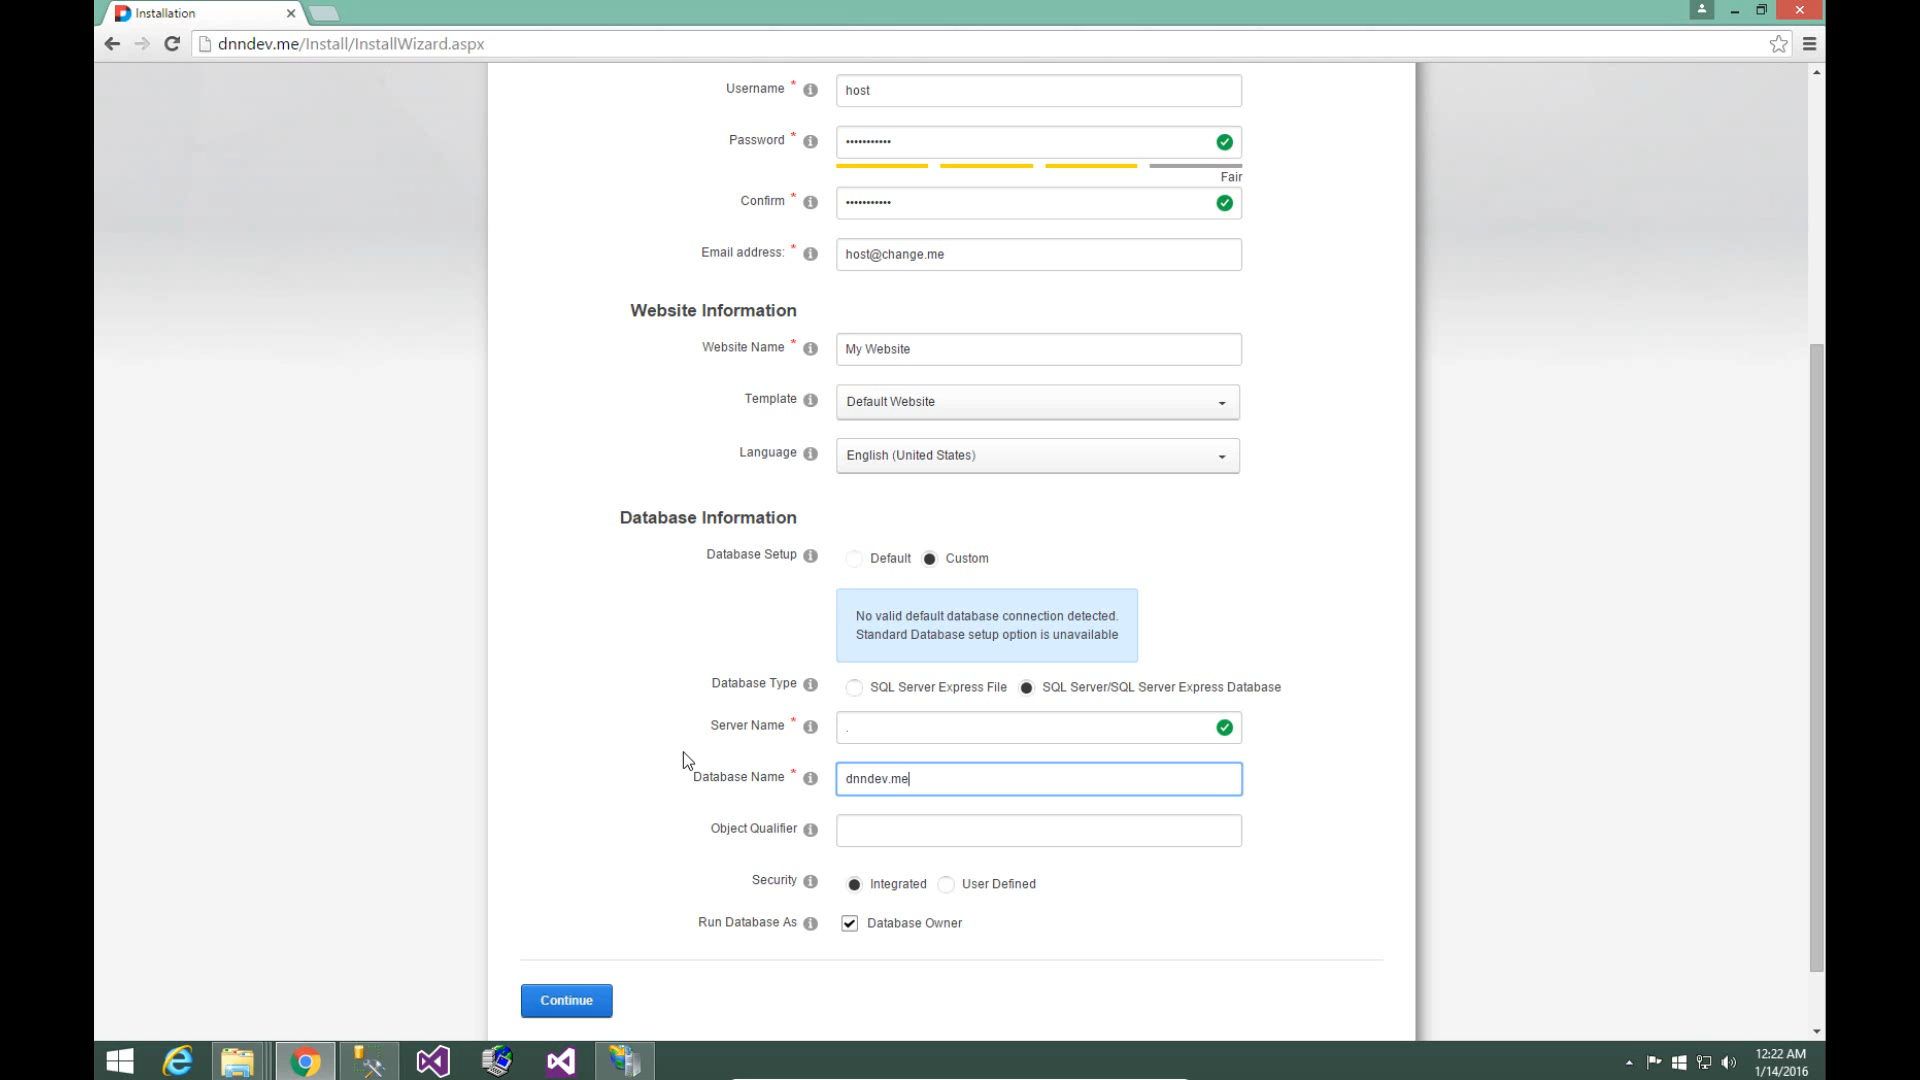 Installation
dnndev.me/Install/InstallWizard.aspx
Username * host
Password * •••••••••••
Fair
Confirm * •••••••••••
Email address: * host@change.me
Website Information
Website Name * My Website
Template Default Website
Language English (United States)
Database Information
Database Setup Default Custom
No valid default database connection detected.
Standard Database setup option is unavailable
Database Type SQL Server Express File SQL Server/SQL Server Express Database
Server Name * .
Database Name * dnndev.me
Object Qualifier
Security Integrated User Defined
Run Database As Database Owner
Continue
12:22 AM
1/14/2016